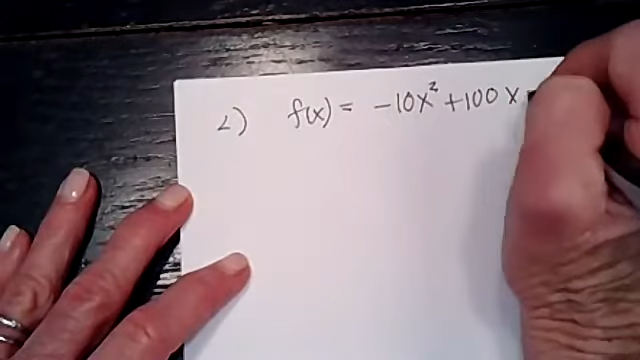 2) f(x) = -10x² +100x